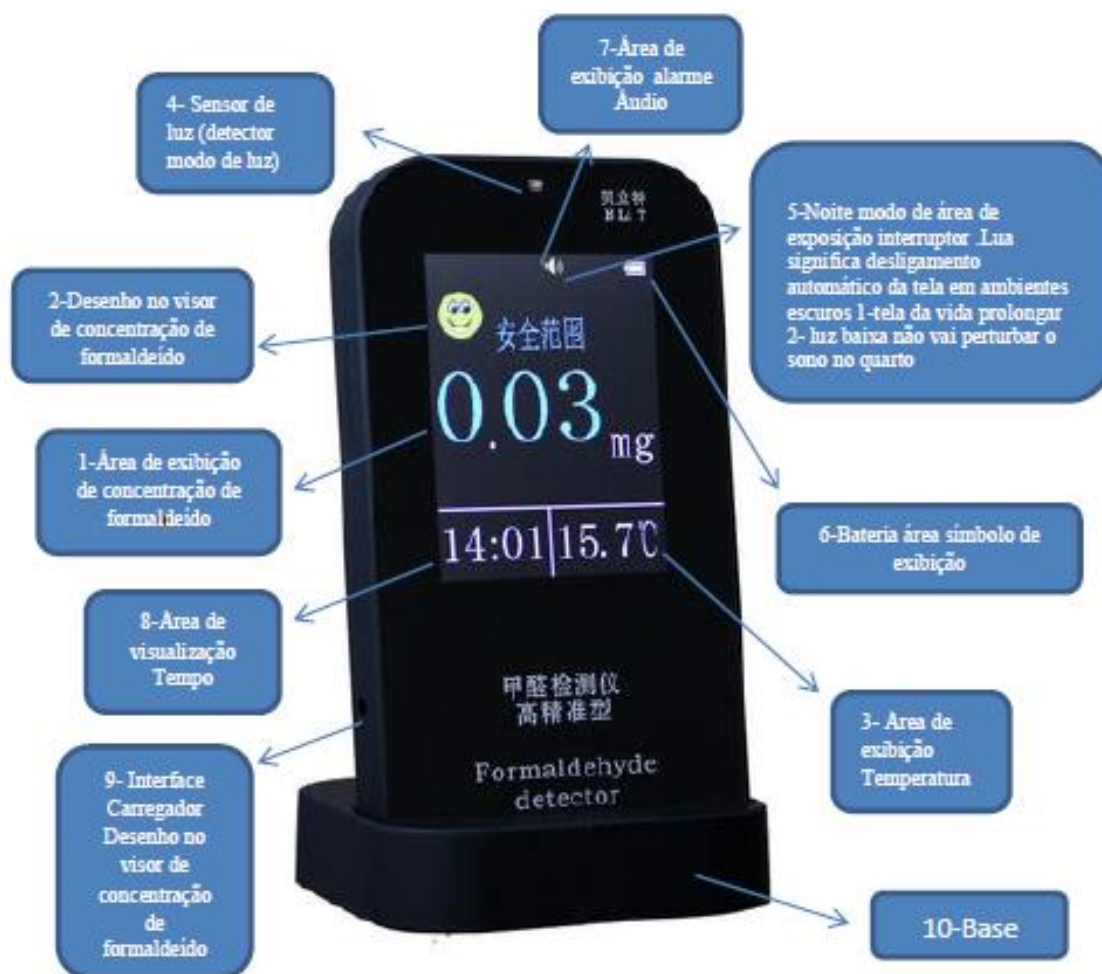 7-Área de
exibição alarme
Áudio
4- Sensor de
luz (detector
modo de luz)
5-Noite modo de área de
exposição interruptor .Lua
significa desligamento
automático da tela em ambientes
escuros 1-tela da vida prolongar
2- luz baixa não vai perturbar o
sono no quarto
2-Desenho no visor
de concentração de
formaldeído
安全范围
0.03 mg
1-Área de exibição
de concentração de
formaldeído
14:01 15.7℃
6-Bateria área símbolo de
exibição
8-Área de
visualização
Tempo
甲醛检测仪
高精准型
Formaldehyde
detector
3- Área de
exibição
Temperatura
9- Interface
Carregador
Desenho no
visor de
concentração
de
formaldeído
10-Base